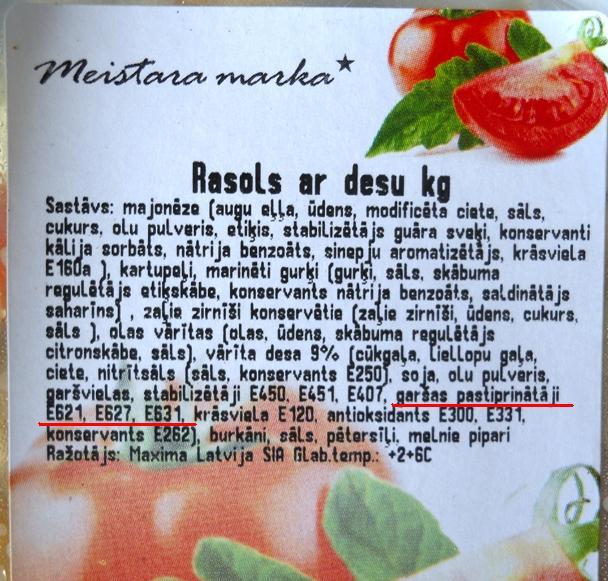 Meistara marka*
Rasols ar desu kg
Sastāvs: majonēze (augu eļļa, ūdens, modificēta ciete, sāls,
cukurs, olu pulveris, etiķis, stabilizētājs guāra sveķi, konservanti
kālija sorbāts, nātrija benzoāts, sinepju aromatizētājs, krāsviela
E160a ), kartupeļi, marinēti gurķi (gurķi, sāls, skābuma
regulētājs etiķskābe, konservants nātrija benzoāts, saldinātājs
saharīns) , zaļie zirnīši konservētie (zaļie zirnīši, ūdens, cukurs,
sāls ), olas vārītas (olas, ūdens, skābuma regulētājs
citronskābe, sāls), vārīta desa 9% (cūkgaļa, liellopu gaļa,
ciete, nitrītsāls (sāls, konservants E250), soja, olu pulveris,
garšvielas, stabilizētāji E450, E451, E407, garšas pastiprinātāji
E621, E627, E631, krāsviela E120, antioksidants E300, E331,
konservants E262), burkāni, sāls, pētersīļi, melnie pipari
Ražotājs: Maxima Latvija SIA Glab.temp.: +2+6C